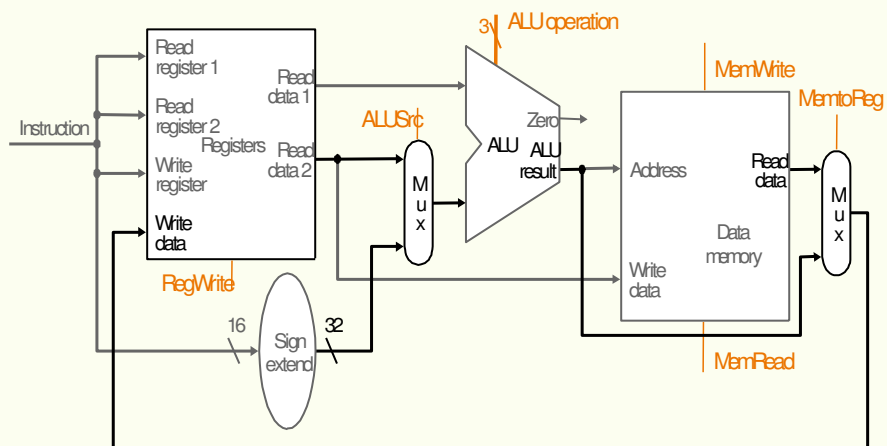 3
ALU operation
Read
register 1
Read
data 1
MemWrite
MemtoReg
Read
register 2
ALUSrc
Zero
Instruction
Registers
Read
data 2
ALU
ALU
result
Write
register
M
u
x
Address
Read
data
M
u
x
Write
data
Data
memory
RegWrite
Write
data
16
32
Sign
extend
MemRead